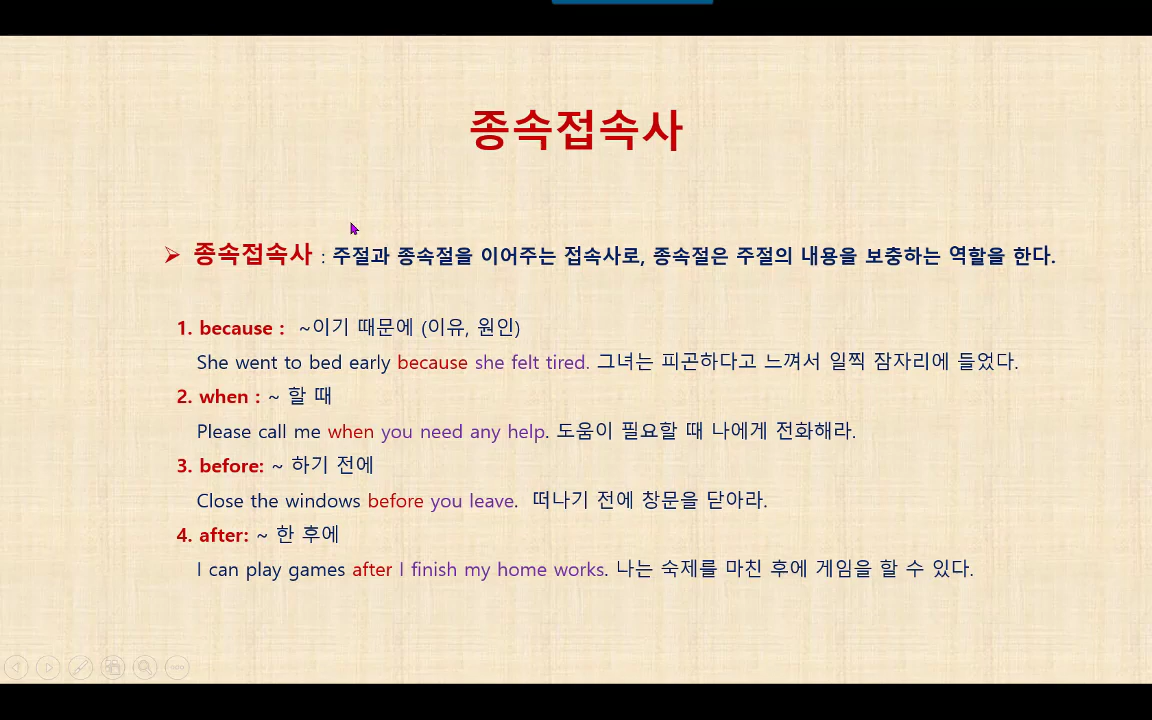 종속접속사
➢ 종속접속사 : 주절과 종속절을 이어주는 접속사로, 종속절은 주절의 내용을 보충하는 역할을 한다.
1. because : ~이기 때문에 (이유, 원인)
She went to bed early because she felt tired. 그녀는 피곤하다고 느껴서 일찍 잠자리에 들었다.
2. when : ~ 할 때
Please call me when you need any help. 도움이 필요할 때 나에게 전화해라.
3. before: ~ 하기 전에
Close the windows before you leave. 떠나기 전에 창문을 닫아라.
4. after: ~ 한 후에
I can play games after I finish my home works. 나는 숙제를 마친 후에 게임을 할 수 있다.